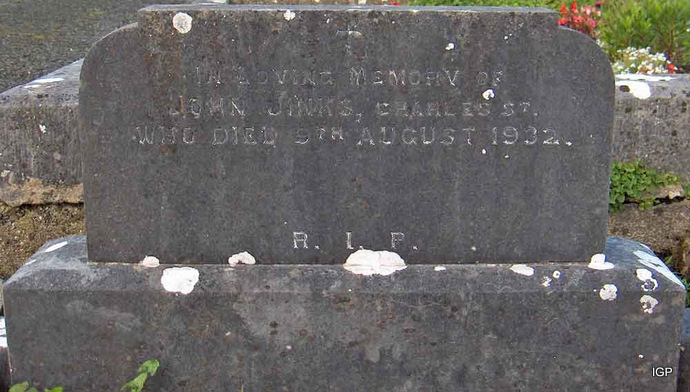 IN LOVING MEMORY OF
JOHN JINKS, CHARLES ST.
WHO DIED 9TH AUGUST 1932.
R. I. P.
IGP